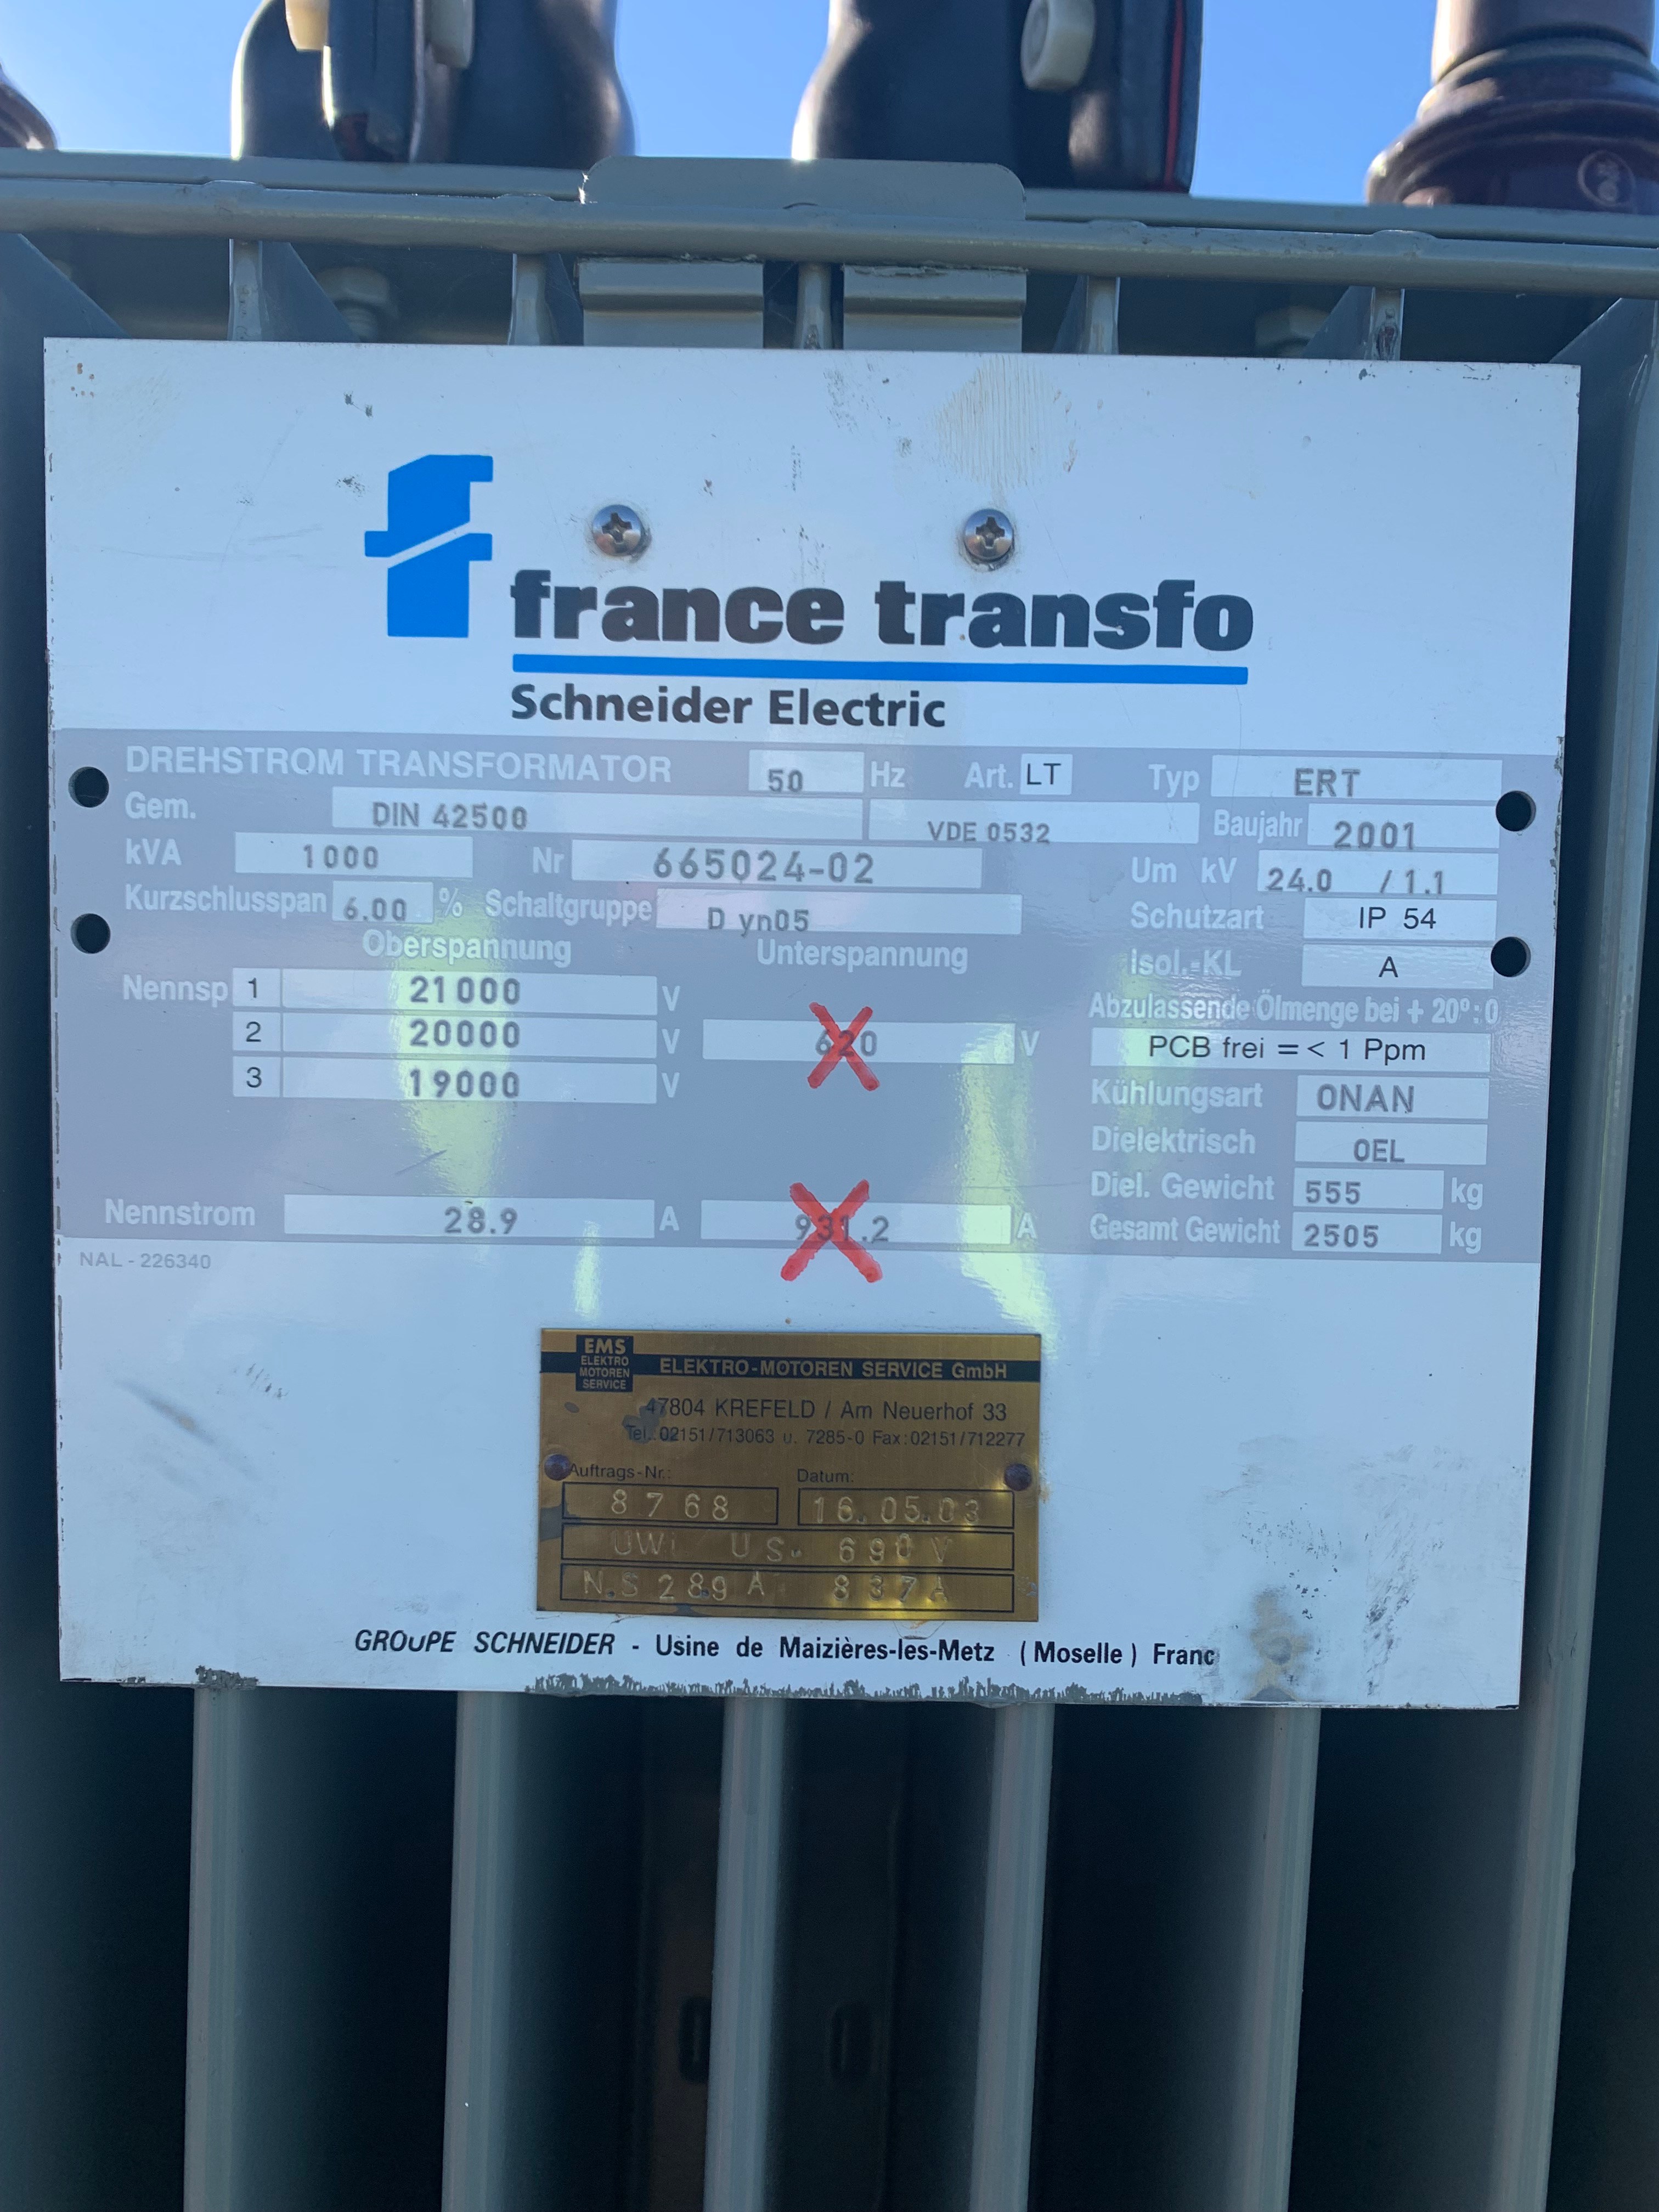 france transfo
Schneider Electric
DREHSTROM TRANSFORMATOR 50 Hz Art. LT Typ ERT
Gem. DIN 42500 VDE 0532 Baujahr 2001
kVA 1000 Nr 665024-02 Um kV 24.0 / 1.1
Kurzschlusspan 6.00 % Schaltgruppe D yn05 Schutzart IP 54
Oberspannung Unterspannung Isol.-KL A
Nennsp 1 21000 V Abzulassende Ölmenge bei + 20°:0
2 20000 V 620 V PCB frei =< 1 Ppm
3 19000 V Kühlungsart ONAN
Dielektrisch OEL
Diel. Gewicht 555 kg
Nennstrom 28.9 A 931.2 A Gesamt Gewicht 2505 kg
NAL - 226340
EMS
ELEKTRO
MOTOREN
SERVICE
ELEKTRO-MOTOREN SERVICE GmbH
47804 KREFELD / Am Neuerhof 33
Tel.:02151/713063 u. 7285-0 Fax:02151/712277
Auftrags-Nr.: Datum:
8768 16.05.03
US. 690 V
N.S 28.9 A 837A
GROUPE SCHNEIDER - Usine de Maizières-les-Metz (Moselle) Franc